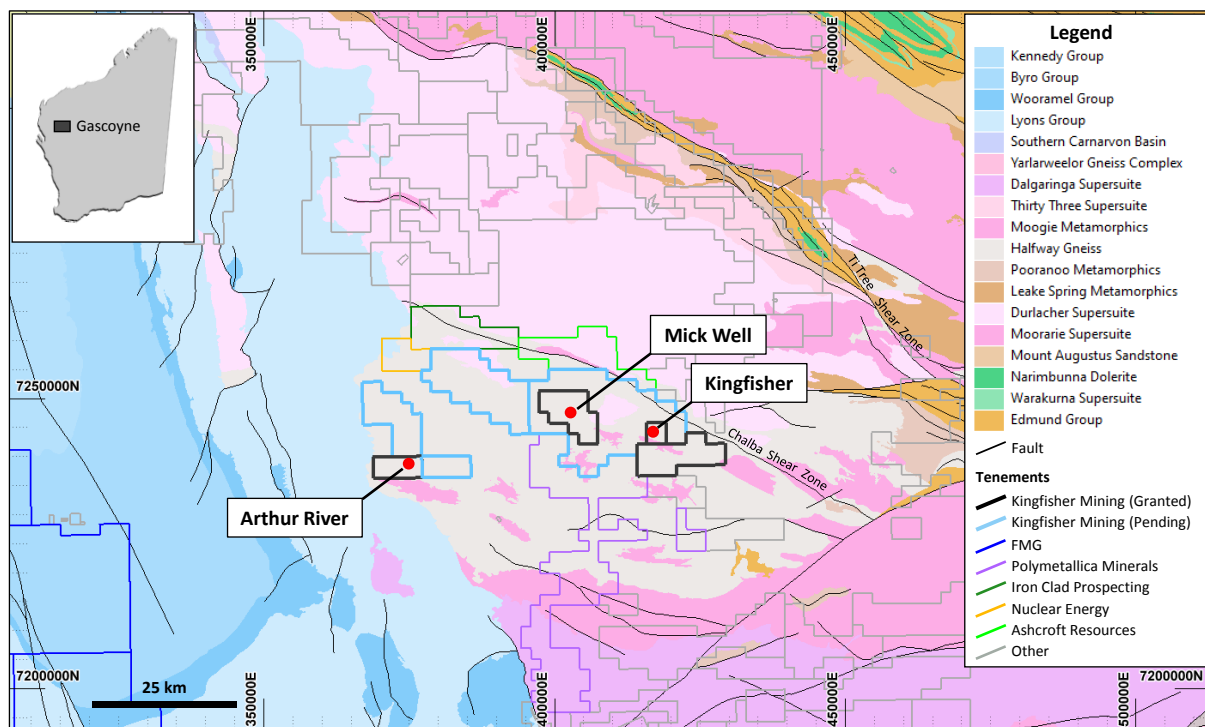 Gascoyne
350000E
400000E
450000E
Legend
Kennedy Group
Byro Group
Wooramel Group
Lyons Group
Southern Carnarvon Basin
Yarlarweelor Gneiss Complex
Dalgaringa Supersuite
Thirty Three Supersuite
Moogie Metamorphics
Halfway Gneiss
Pooranoo Metamorphics
Leake Spring Metamorphics
Durlacher Supersuite
Moorarie Supersuite
Mount Augustus Sandstone
Narimbunna Dolerite
Warakurna Supersuite
Edmund Group
Fault
Tenements
Kingfisher Mining (Granted)
Kingfisher Mining (Pending)
FMG
Polymetallica Minerals
Iron Clad Prospecting
Nuclear Energy
Ashcroft Resources
Other
Ti Tree Shear Zone
Mick Well
Kingfisher
7250000N
Chalba Shear Zone
Arthur River
7200000N
25 km
350000E
400000E
450000E
500000E
7200000N